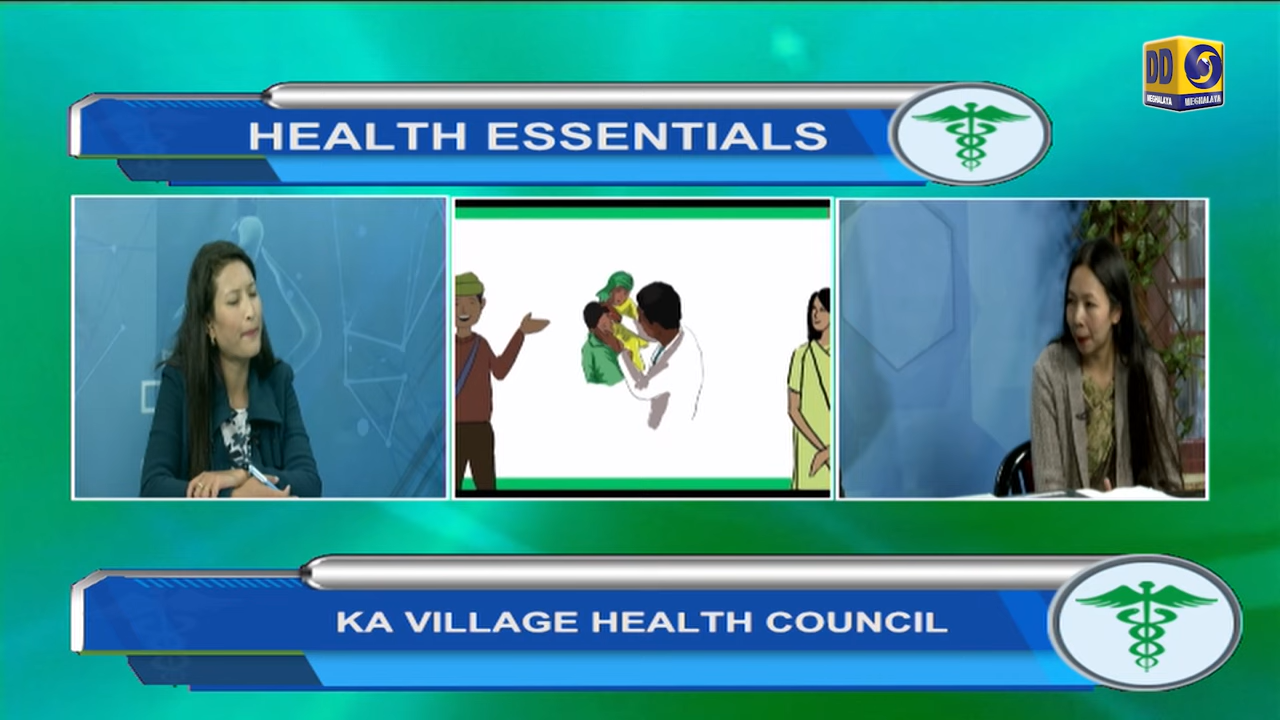 DD
MEGHALAYA MEGHALAYA
HEALTH ESSENTIALS
KA VILLAGE HEALTH COUNCIL